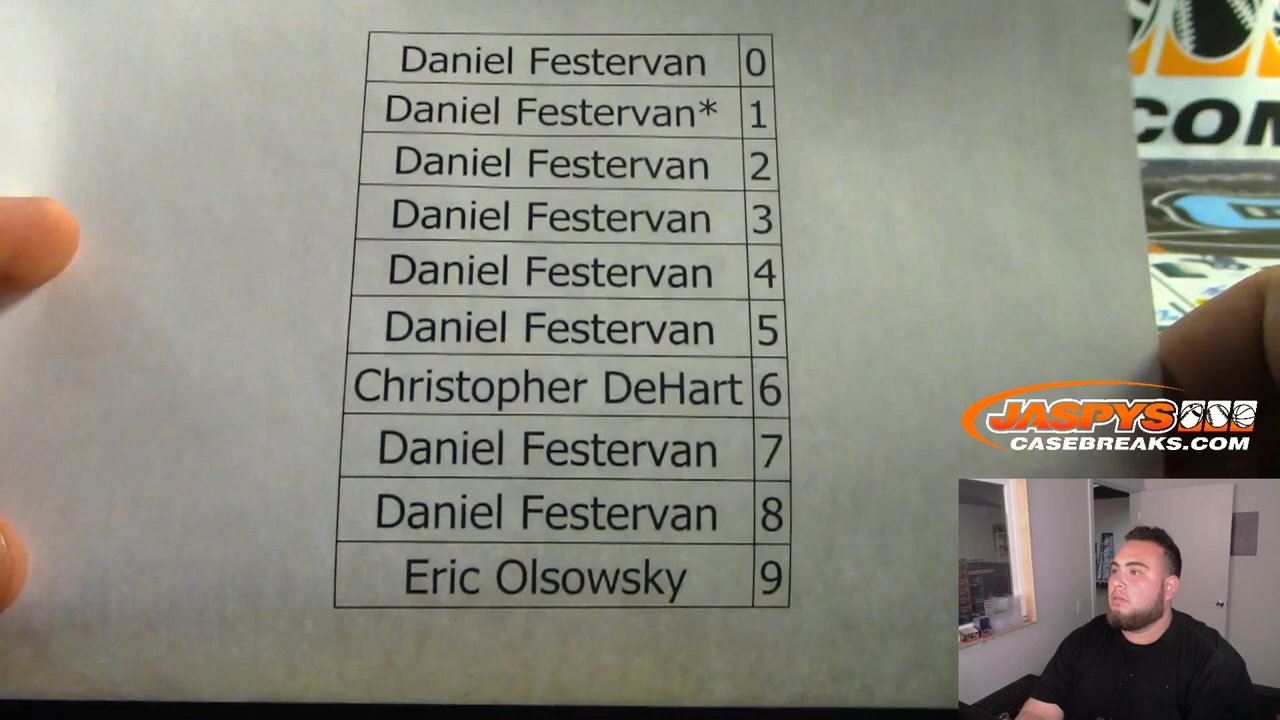 Daniel Festervan 0
Daniel Festervan* 1
Daniel Festervan 2
Daniel Festervan 3
Daniel Festervan 4
Daniel Festervan 5
Christopher DeHart 6
Daniel Festervan 7
Daniel Festervan 8
Eric Olsowsky 9
JASPYS
CASEBREAKS.COM